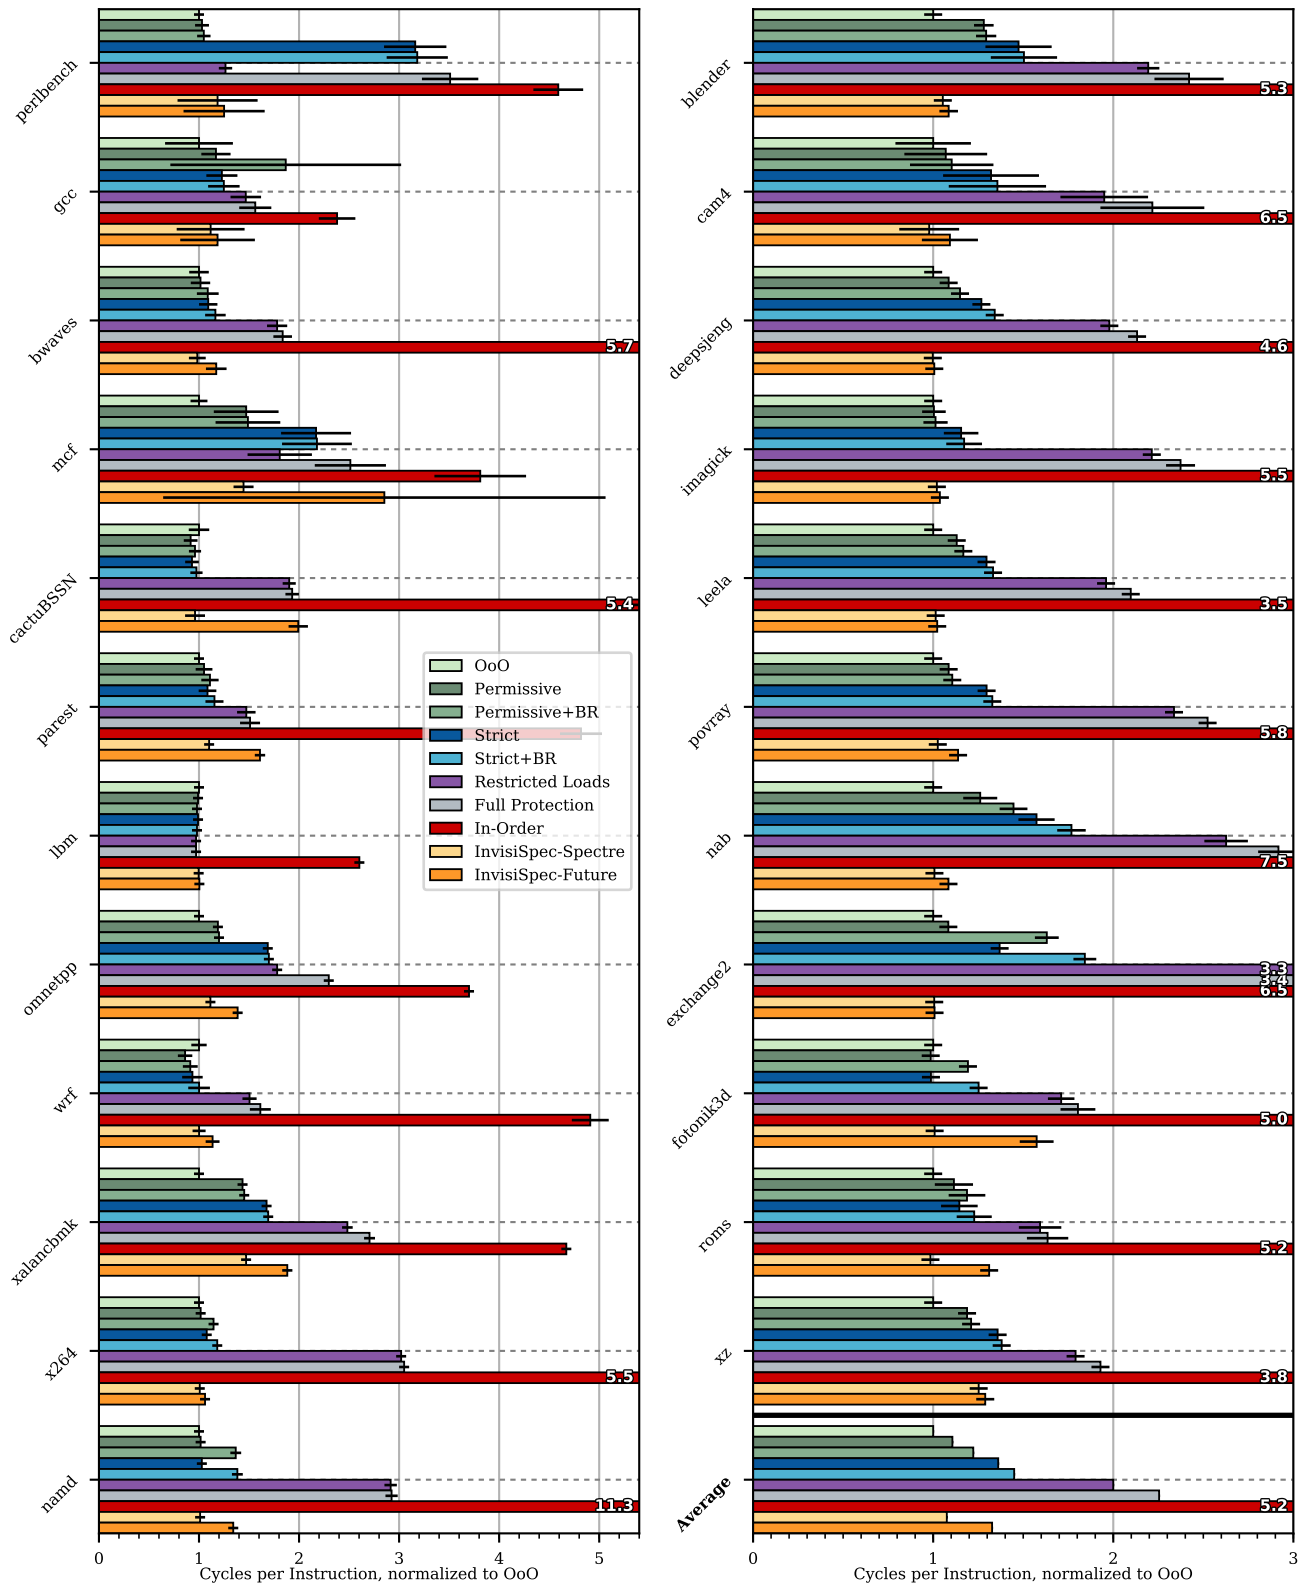 perlbench
gcc
bwaves
5.7
mcf
cactuBSSN
5.4
parest
OoO
Permissive
Permissive+BR
Strict
Strict+BR
Restricted Loads
Full Protection
In-Order
InvisiSpec-Spectre
InvisiSpec-Future
lbm
omnetpp
wrf
xalancbmk
x264
5.5
namd
11.3
0 1 2 3 4 5
Cycles per Instruction, normalized to OoO
blender
5.3
cam4
6.5
deepsjeng
4.6
imagick
5.5
leela
3.5
povray
5.8
nab
7.5
exchange2
3.3
3.4
6.5
fotonik3d
5.0
roms
5.2
xz
3.8
Average
5.2
0 1 2 3
Cycles per Instruction, normalized to OoO